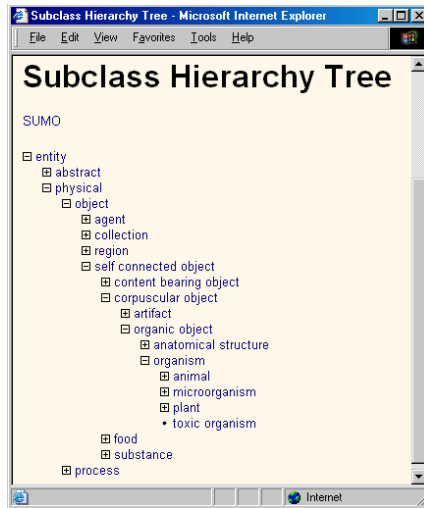 Subclass Hierarchy Tree - Microsoft Internet Explorer
File Edit View Favorites Tools Help
Subclass Hierarchy Tree
SUMO
entity
abstract
physical
object
agent
collection
region
self connected object
content bearing object
corpuscular object
artifact
organic object
anatomical structure
organism
animal
microorganism
plant
toxic organism
food
substance
process
Internet